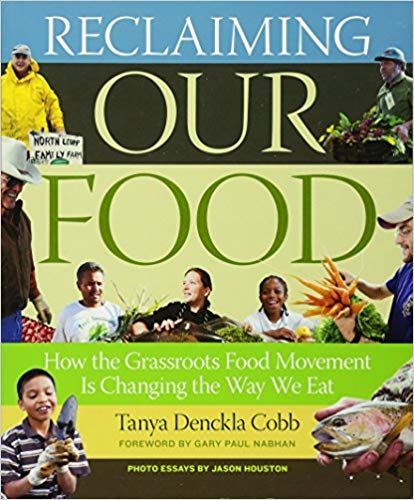 RECLAIMING
OUR
NORTH LOUP
FAMILY FARM
FOOD
How the Grassroots Food Movement
Is Changing the Way We Eat
Tanya Denckla Cobb
FOREWORD BY GARY PAUL NABHAN
PHOTO ESSAYS BY JASON HOUSTON